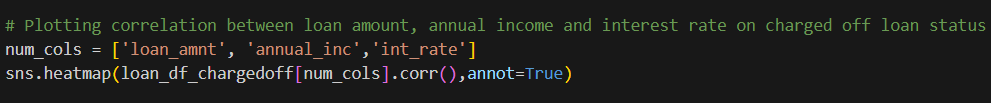 # Plotting correlation between loan amount, annual income and interest rate on charged off loan status
num_cols = ['loan_amnt', 'annual_inc','int_rate']
sns.heatmap(loan_df_chargedoff[num_cols].corr(),annot=True)